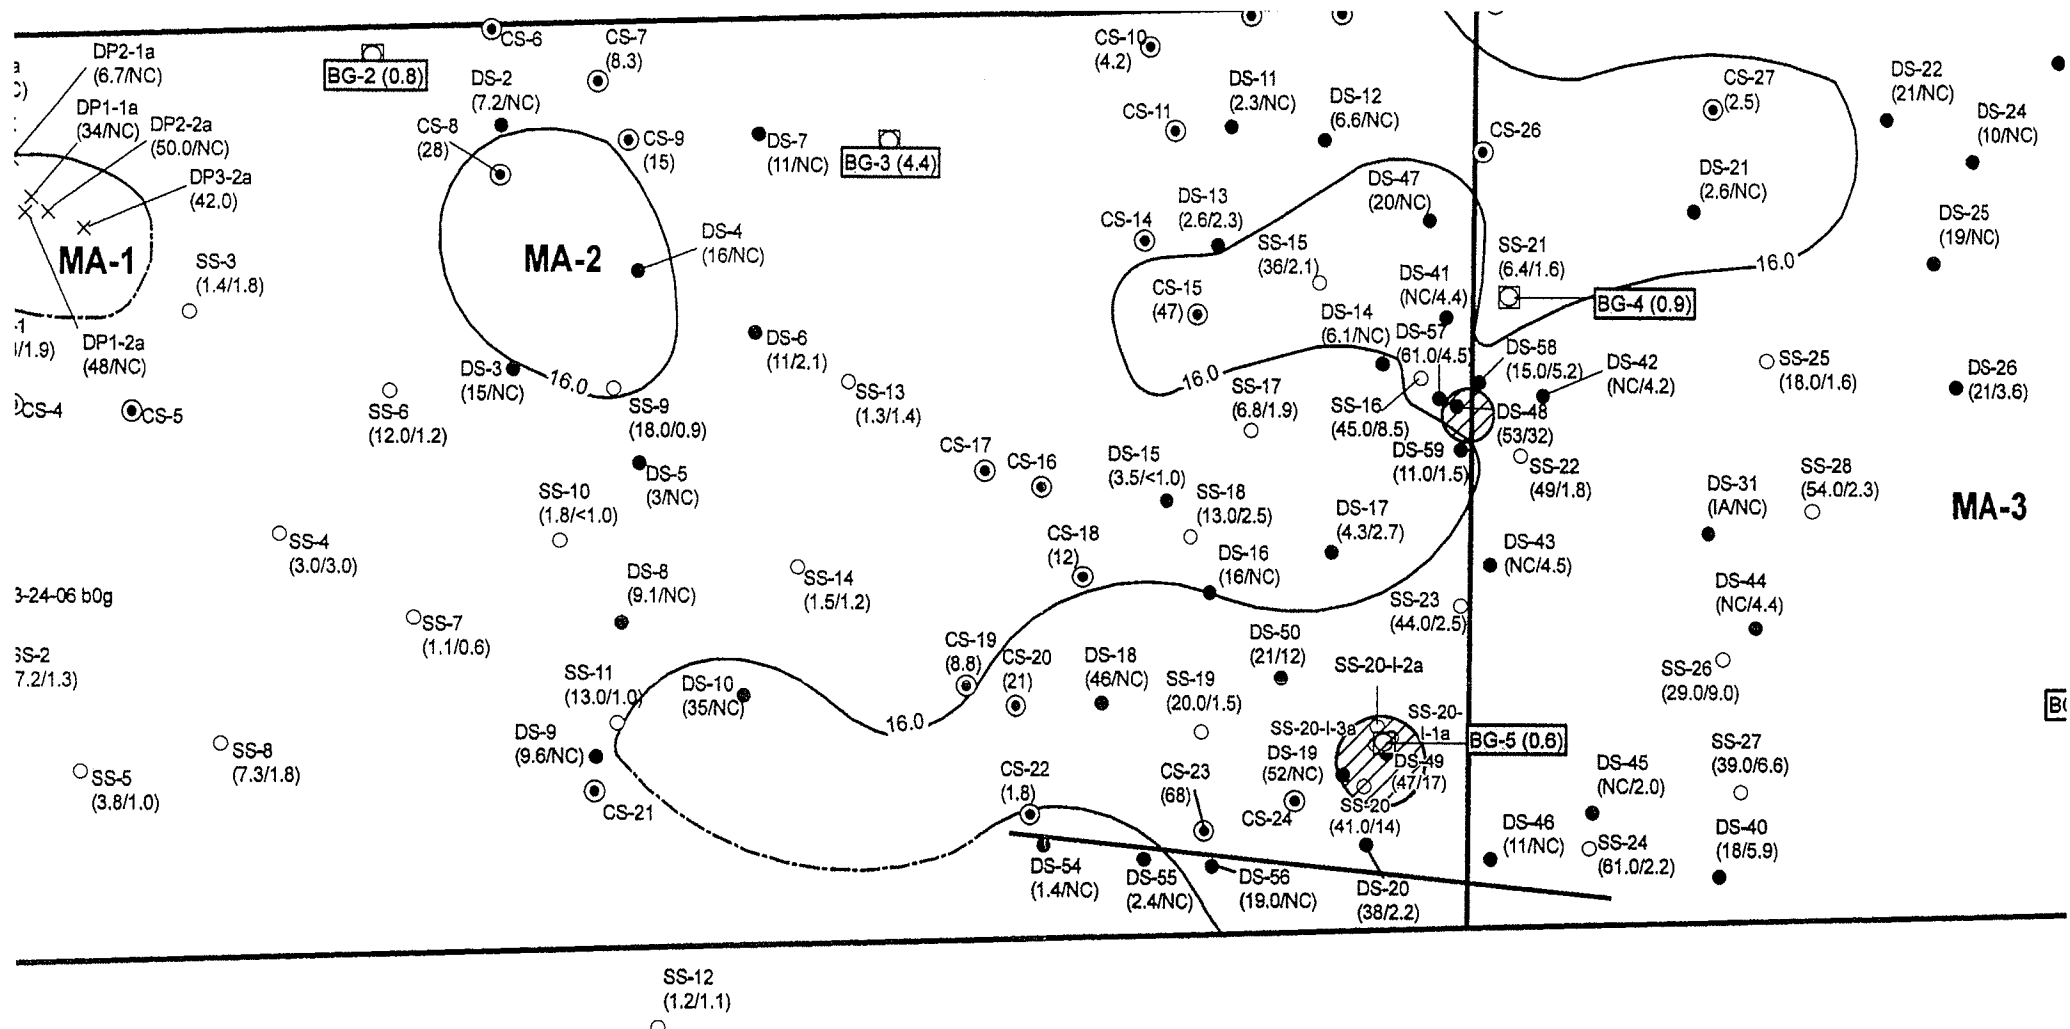 DP2-1a
(6.7/NC)
DP1-1a
(34/NC)
DP2-2a
(50.0/NC)
DP3-2a
(42.0)
MA-1
DP1-2a
(48/NC)
SS-3
(1.4/1.8)
CS-4
CS-5
BG-2 (0.8)
CS-6
CS-7
(8.3)
DS-2
(7.2/NC)
CS-8
(28)
CS-9
(15)
MA-2
DS-4
(16/NC)
DS-3
(15/NC)
16.0
DS-7
(11/NC)
BG-3 (4.4)
DS-6
(11/2.1)
SS-13
(1.3/1.4)
SS-6
(12.0/1.2)
SS-9
(18.0/0.9)
DS-5
(3/NC)
SS-10
(1.8/<1.0)
SS-4
(3.0/3.0)
3-24-06 b0g
SS-2
7.2/1.3)
SS-7
(1.1/0.6)
DS-8
(9.1/NC)
SS-14
(1.5/1.2)
SS-11
(13.0/1.0)
DS-10
(35/NC)
DS-9
(9.6/NC)
CS-21
SS-8
(7.3/1.8)
SS-5
(3.8/1.0)
16.0
SS-12
(1.2/1.1)
CS-10
(4.2)
CS-11
DS-11
(2.3/NC)
DS-12
(6.6/NC)
CS-26
CS-27
(2.5)
DS-22
(21/NC)
DS-24
(10/NC)
DS-21
(2.6/NC)
DS-25
(19/NC)
16.0
CS-14
DS-13
(2.6/2.3)
DS-47
(20/NC)
SS-15
(36/2.1)
CS-15
(47)
DS-41
(NC/4.4)
SS-21
(6.4/1.6)
BG-4 (0.9)
DS-14
(6.1/NC)
DS-57
(61.0/4.5)
DS-58
(15.0/5.2)
DS-42
(NC/4.2)
SS-25
(18.0/1.6)
DS-26
(21/3.6)
16.0
SS-17
(6.8/1.9)
SS-16
(45.0/8.5)
DS-48
(53/32)
DS-59
(11.0/1.5)
SS-22
(49/1.8)
SS-28
(54.0/2.3)
DS-31
(IA/NC)
MA-3
CS-17
CS-16
DS-15
(3.5/<1.0)
SS-18
(13.0/2.5)
DS-17
(4.3/2.7)
CS-18
(12)
DS-16
(16/NC)
DS-43
(NC/4.5)
DS-44
(NC/4.4)
SS-23
(44.0/2.5)
CS-19
(8.8)
CS-20
(21)
DS-18
(46/NC)
DS-50
(21/12)
SS-19
(20.0/1.5)
SS-20-I-2a
SS-26
(29.0/9.0)
SS-20-I-3a
SS-20-
I-1a
BG-5 (0.6)
DS-19
(52/NC)
DS-49
(47/17)
SS-27
(39.0/6.6)
DS-45
(NC/2.0)
CS-22
(1.8)
CS-23
(68)
CS-24
SS-20
(41.0/14)
DS-46
(11/NC)
SS-24
(61.0/2.2)
DS-40
(18/5.9)
DS-54
(1.4/NC)
DS-55
(2.4/NC)
DS-56
(19.0/NC)
DS-20
(38/2.2)